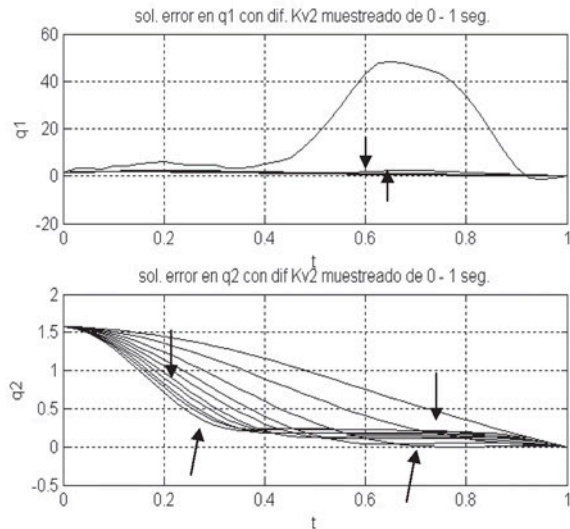 sol. error en q1 con dif. Kv2 muestreado de 0 - 1 seg.
60
40
20
0
-20
q1
0 0.2 0.4 0.6 0.8 1
t
sol. error en q2 con dif Kv2 muestreado de 0 - 1 seg.
2
1.5
1
0.5
0
-0.5
q2
0 0.2 0.4 0.6 0.8 1
t